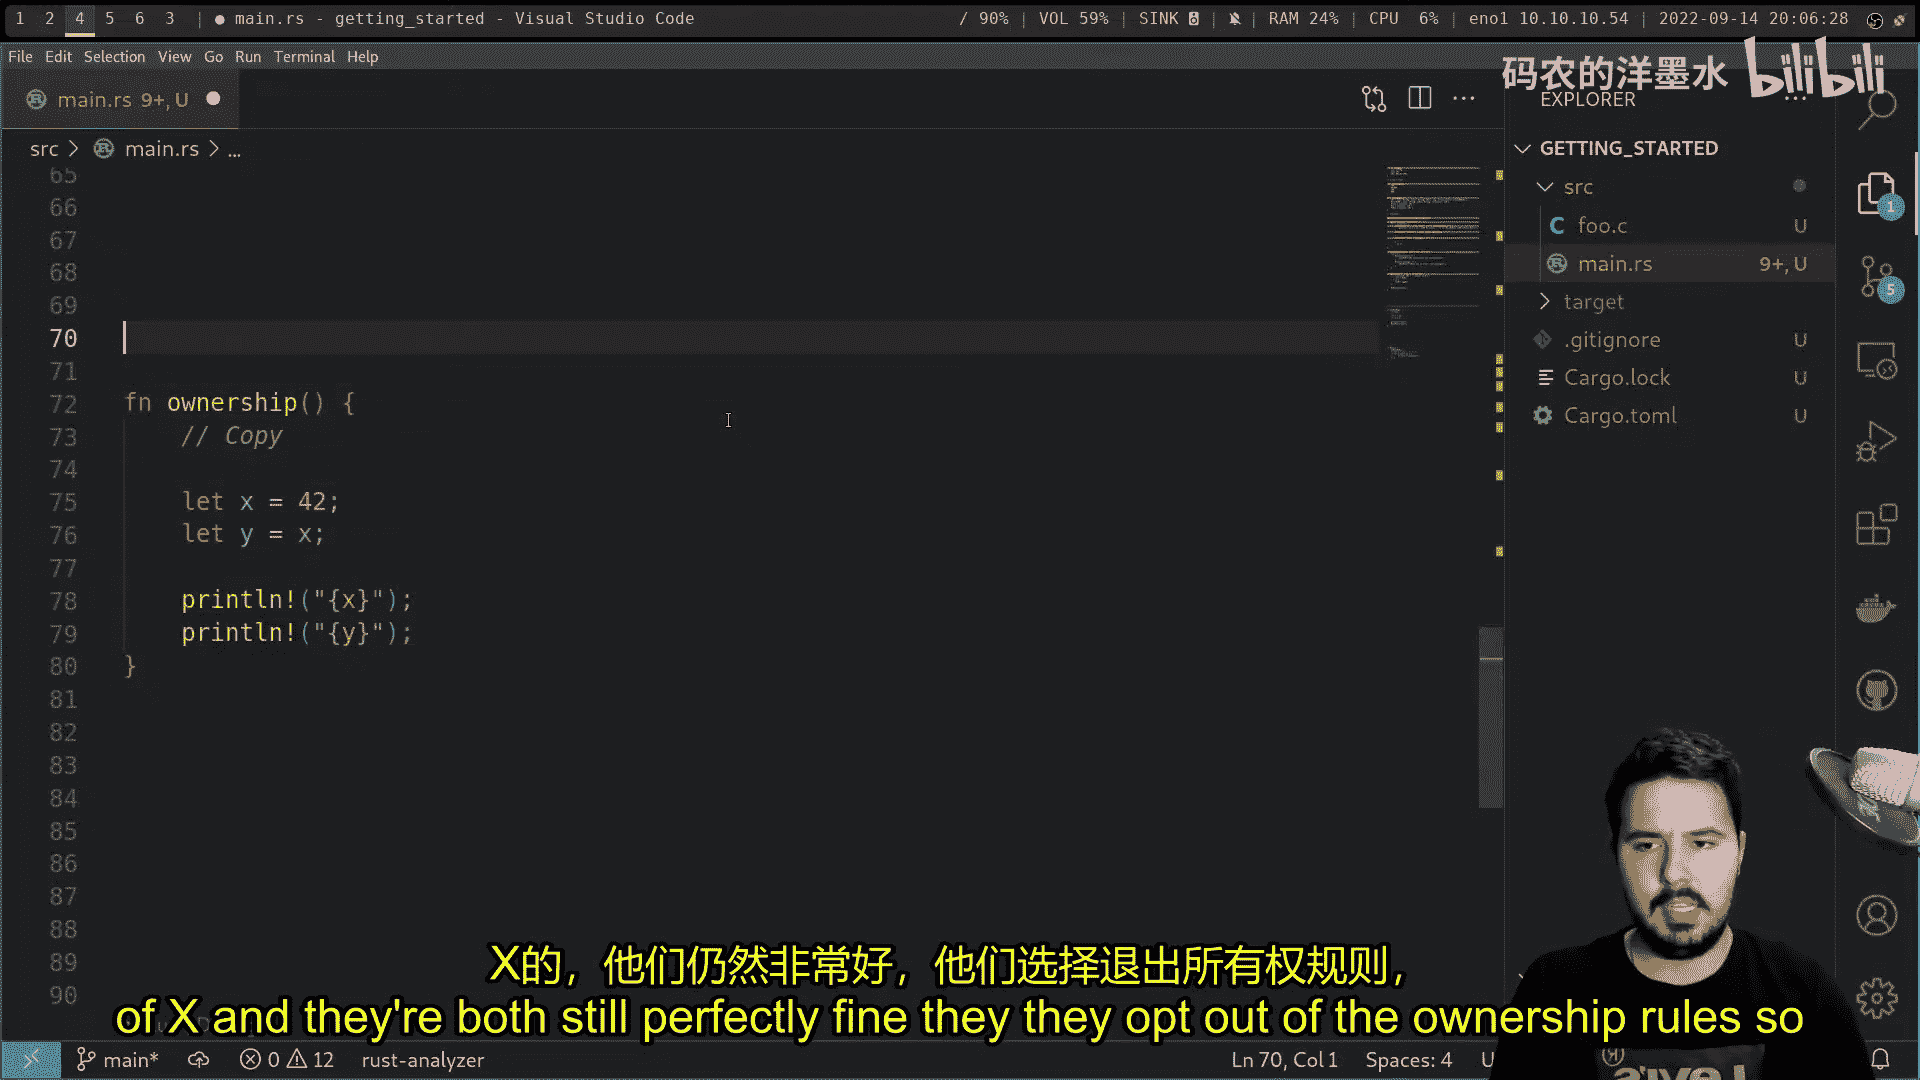 1 2 4 5 6 3 | ● main.rs - getting_started - Visual Studio Code
/ 90% | VOL 59% | SINK | | RAM 24% | CPU 6% | eno1 10.10.10.54 | 2022-09-14 20:06:28
File Edit Selection View Go Run Terminal Help
码农的洋墨水 bilibili
main.rs 9+, U
EXPLORER
src > main.rs > ...
GETTING_STARTED
src
foo.c U
main.rs 9+, U
target
.gitignore U
Cargo.lock U
Cargo.toml U
1
5
65
66
67
68
69
70
71
72 fn ownership() {
73 // Copy
74
75 let x = 42;
76 let y = x;
77
78 println!("{x}");
79 println!("{y}");
80 }
81
82
83
84
85
86
87
88
89
90
X的，他们仍然非常好，他们选择退出所有权规则，
of X and they're both still perfectly fine they they opt out of the ownership rules so
main* 0 12 rust-analyzer
Ln 70, Col 1 Spaces: 4